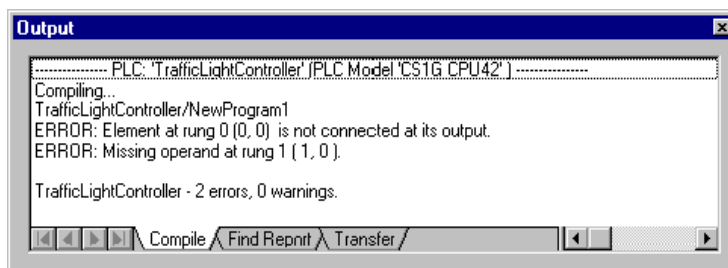 Output
---------------- PLC: 'TrafficLightController' (PLC Model 'CS1G CPU42' ) ---------------
Compiling...
TrafficLightController/NewProgram1
ERROR: Element at rung 0 (0, 0)  is not connected at its output.
ERROR: Missing operand at rung 1 ( 1, 0 ).
TrafficLightController - 2 errors, 0 warnings.
Compile / Find Report \ Transfer /